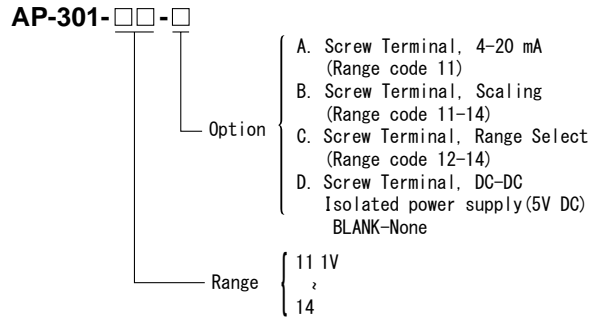 AP-301-□□-□
A. Screw Terminal, 4-20 mA
(Range code 11)
B. Screw Terminal, Scaling
(Range code 11-14)
Option
C. Screw Terminal, Range Select
(Range code 12-14)
D. Screw Terminal, DC-DC
Isolated power supply(5V DC)
BLANK-None
Range
11 1V
~
14